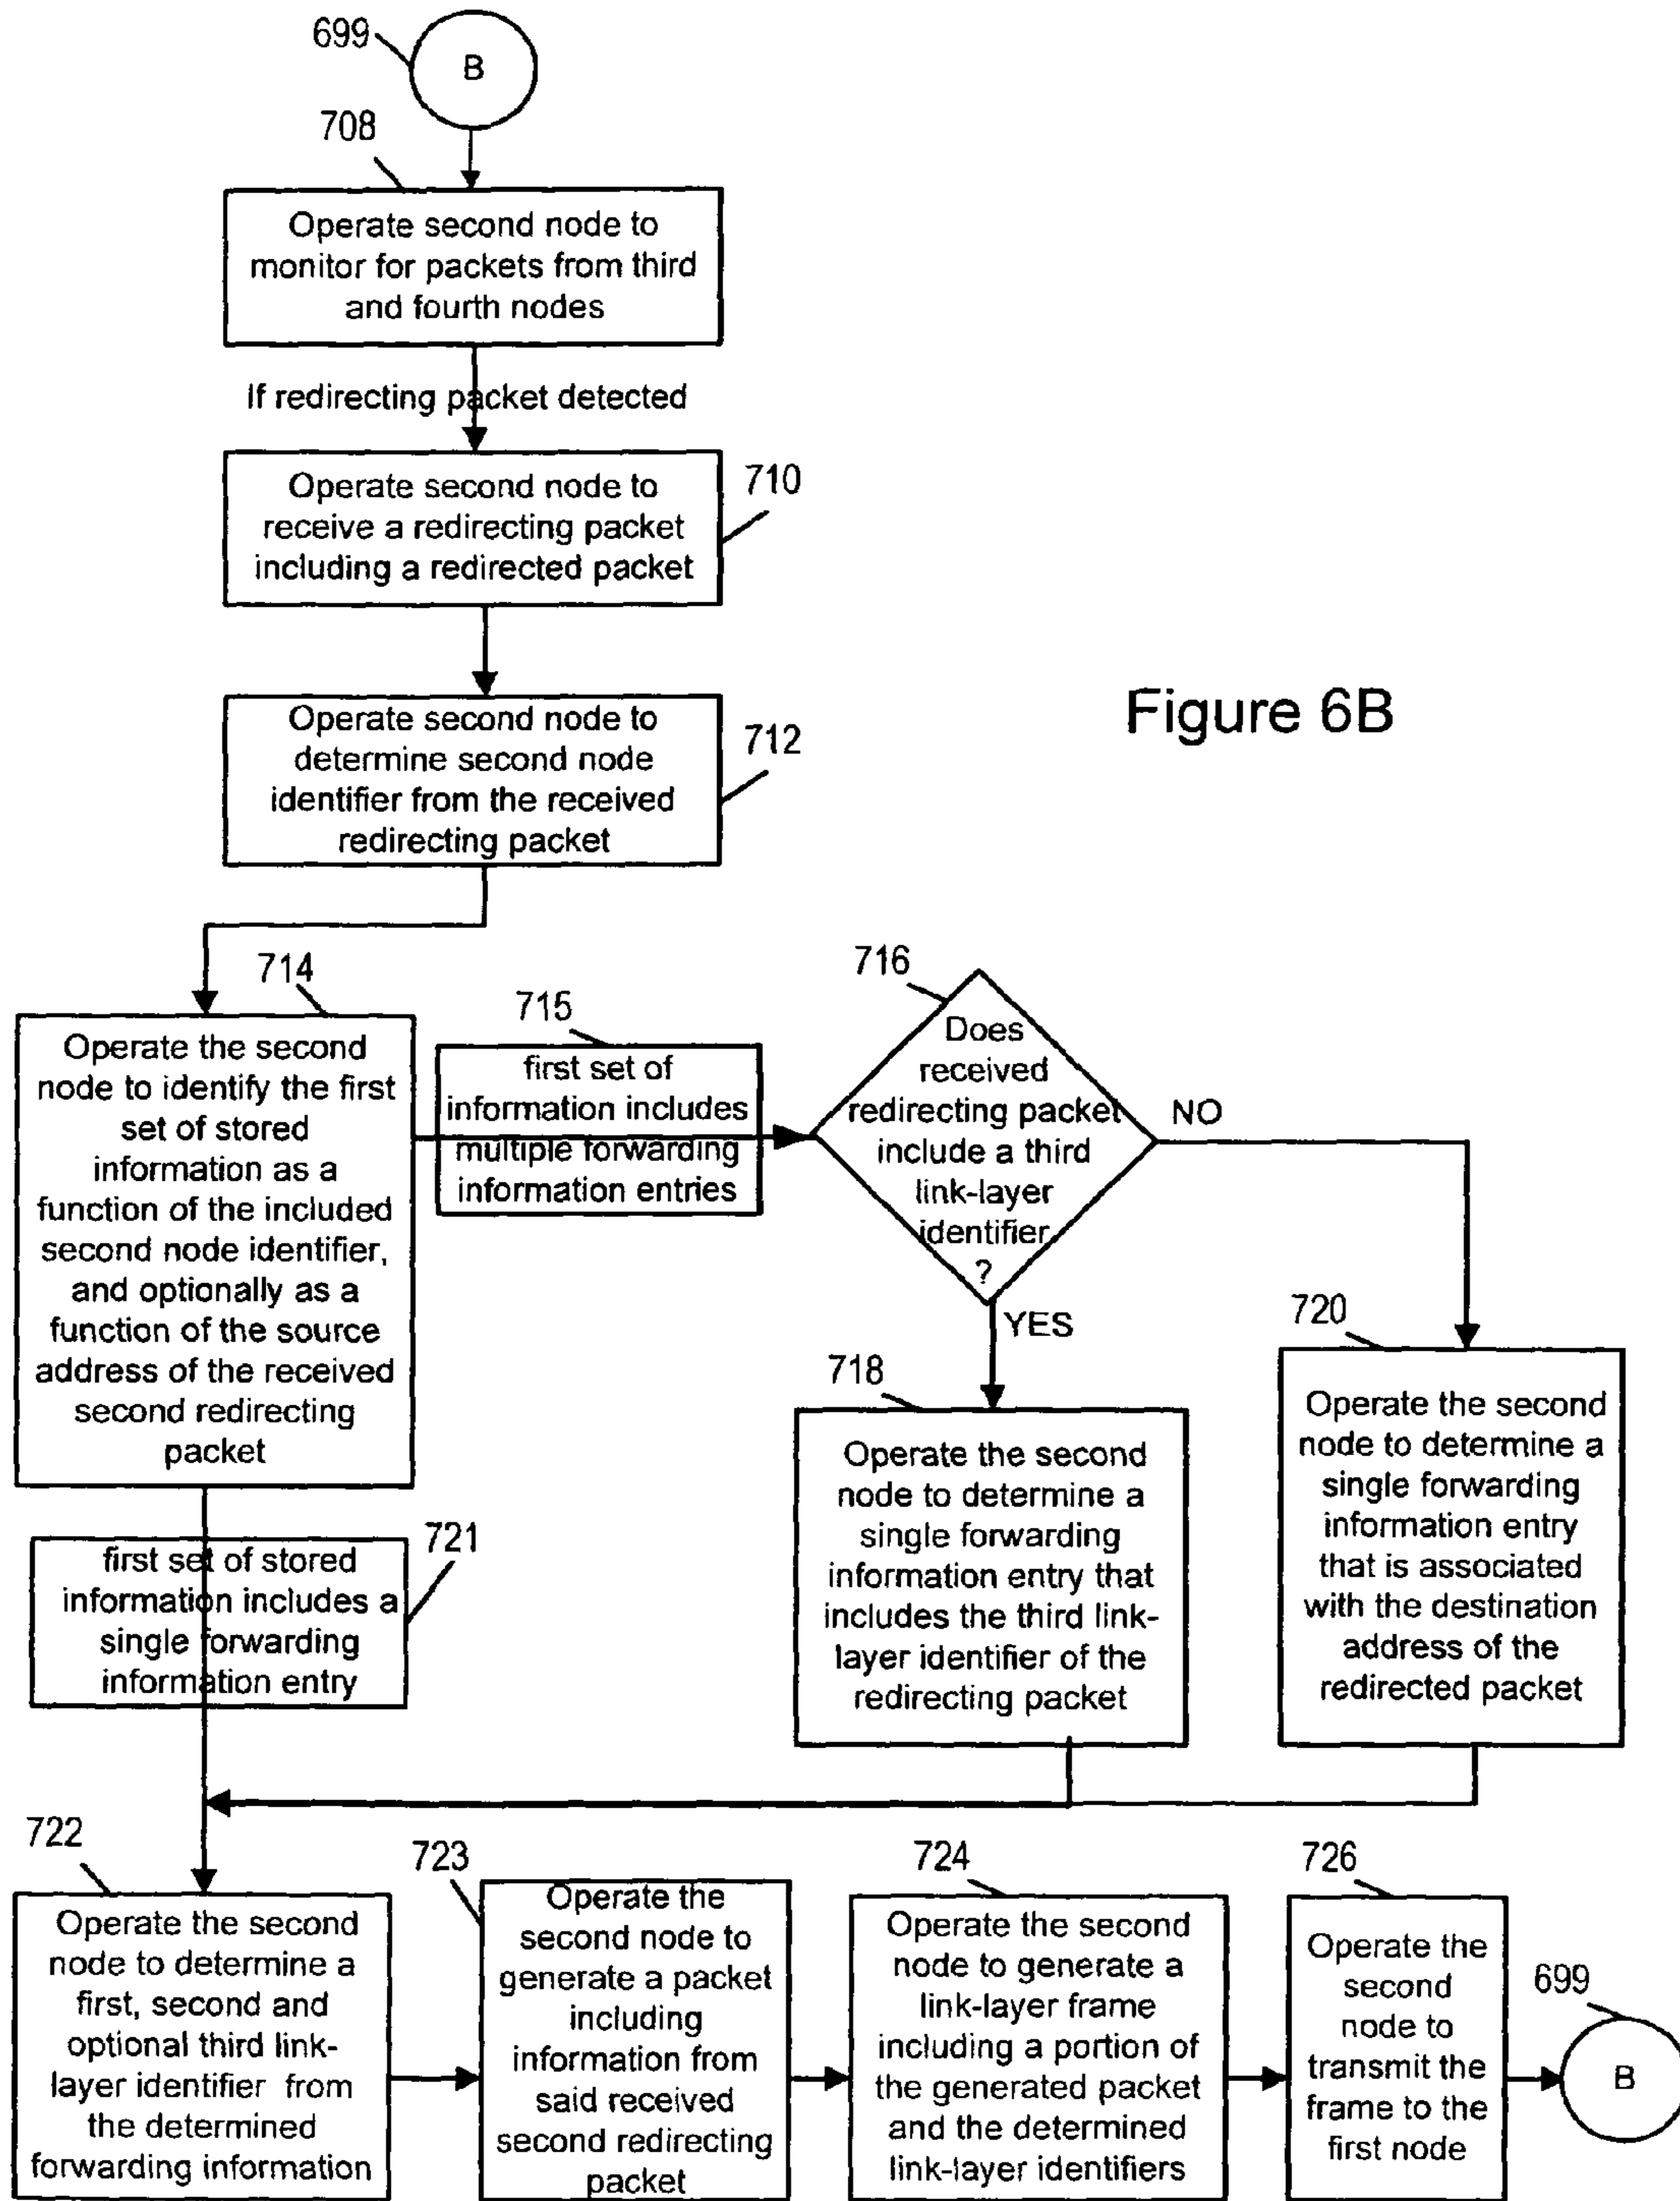 699
B
708
Operate second node to
monitor for packets from third
and fourth nodes
If redirecting packet detected
710
Operate second node to
receive a redirecting packet
including a redirected packet
712
Operate second node to
determine second node
identifier from the received
redirecting packet
Figure 6B
714
Operate the second
node to identify the first
set of stored
information as a
function of the included
second node identifier,
and optionally as a
function of the source
address of the received
second redirecting
packet
715
first set of
information includes
multiple forwarding
information entries
716
Does
received
redirecting packet
include a third
link-layer
identifier
?
NO
YES
718
Operate the second
node to determine a
single forwarding
information entry that
includes the third link-
layer identifier of the
redirecting packet
720
Operate the second
node to determine a
single forwarding
information entry
that is associated
with the destination
address of the
redirected packet
721
first set of stored
information includes a
single forwarding
information entry
722
Operate the second
node to determine a
first, second and
optional third link-
layer identifier from
the determined
forwarding information
723
Operate the
second node to
generate a packet
including
information from
said received
second redirecting
packet
724
Operate the second
node to generate a
link-layer frame
including a portion of
the generated packet
and the determined
link-layer identifiers
726
Operate the
second
node to
transmit the
frame to the
first node
699
B